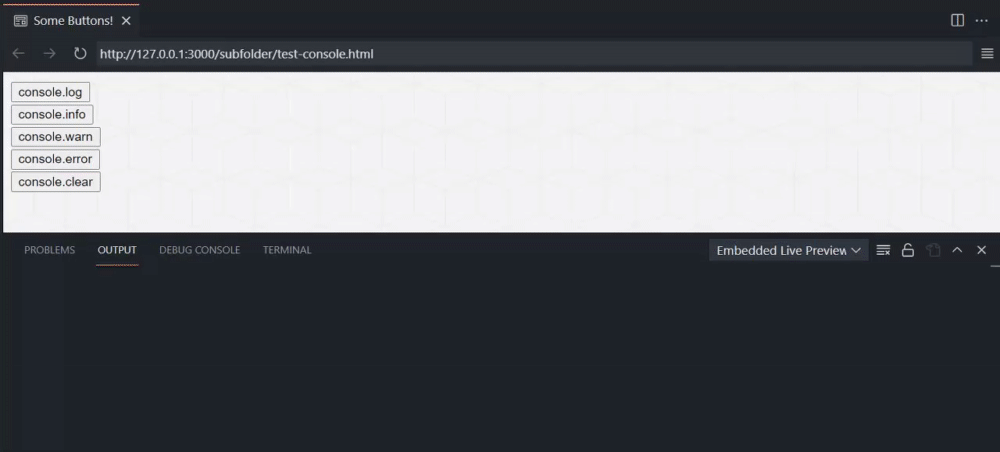 Some Buttons!
http://127.0.0.1:3000/subfolder/test-console.html
console.log
console.info
console.warn
console.error
console.clear
PROBLEMS OUTPUT DEBUG CONSOLE TERMINAL Embedded Live Preview